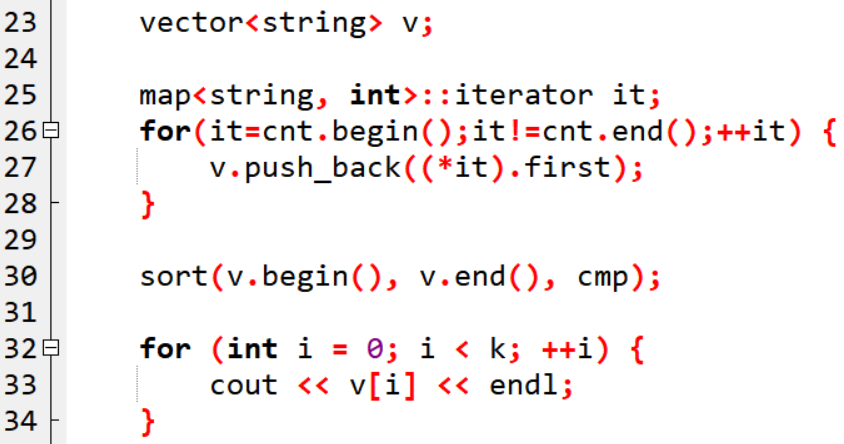 23 vector<string> v;
24
25 map<string, int>::iterator it;
26 for(it=cnt.begin();it!=cnt.end();++it) {
27 v.push_back((*it).first);
28 }
29
30 sort(v.begin(), v.end(), cmp);
31
32 for (int i = 0; i < k; ++i) {
33 cout << v[i] << endl;
34 }